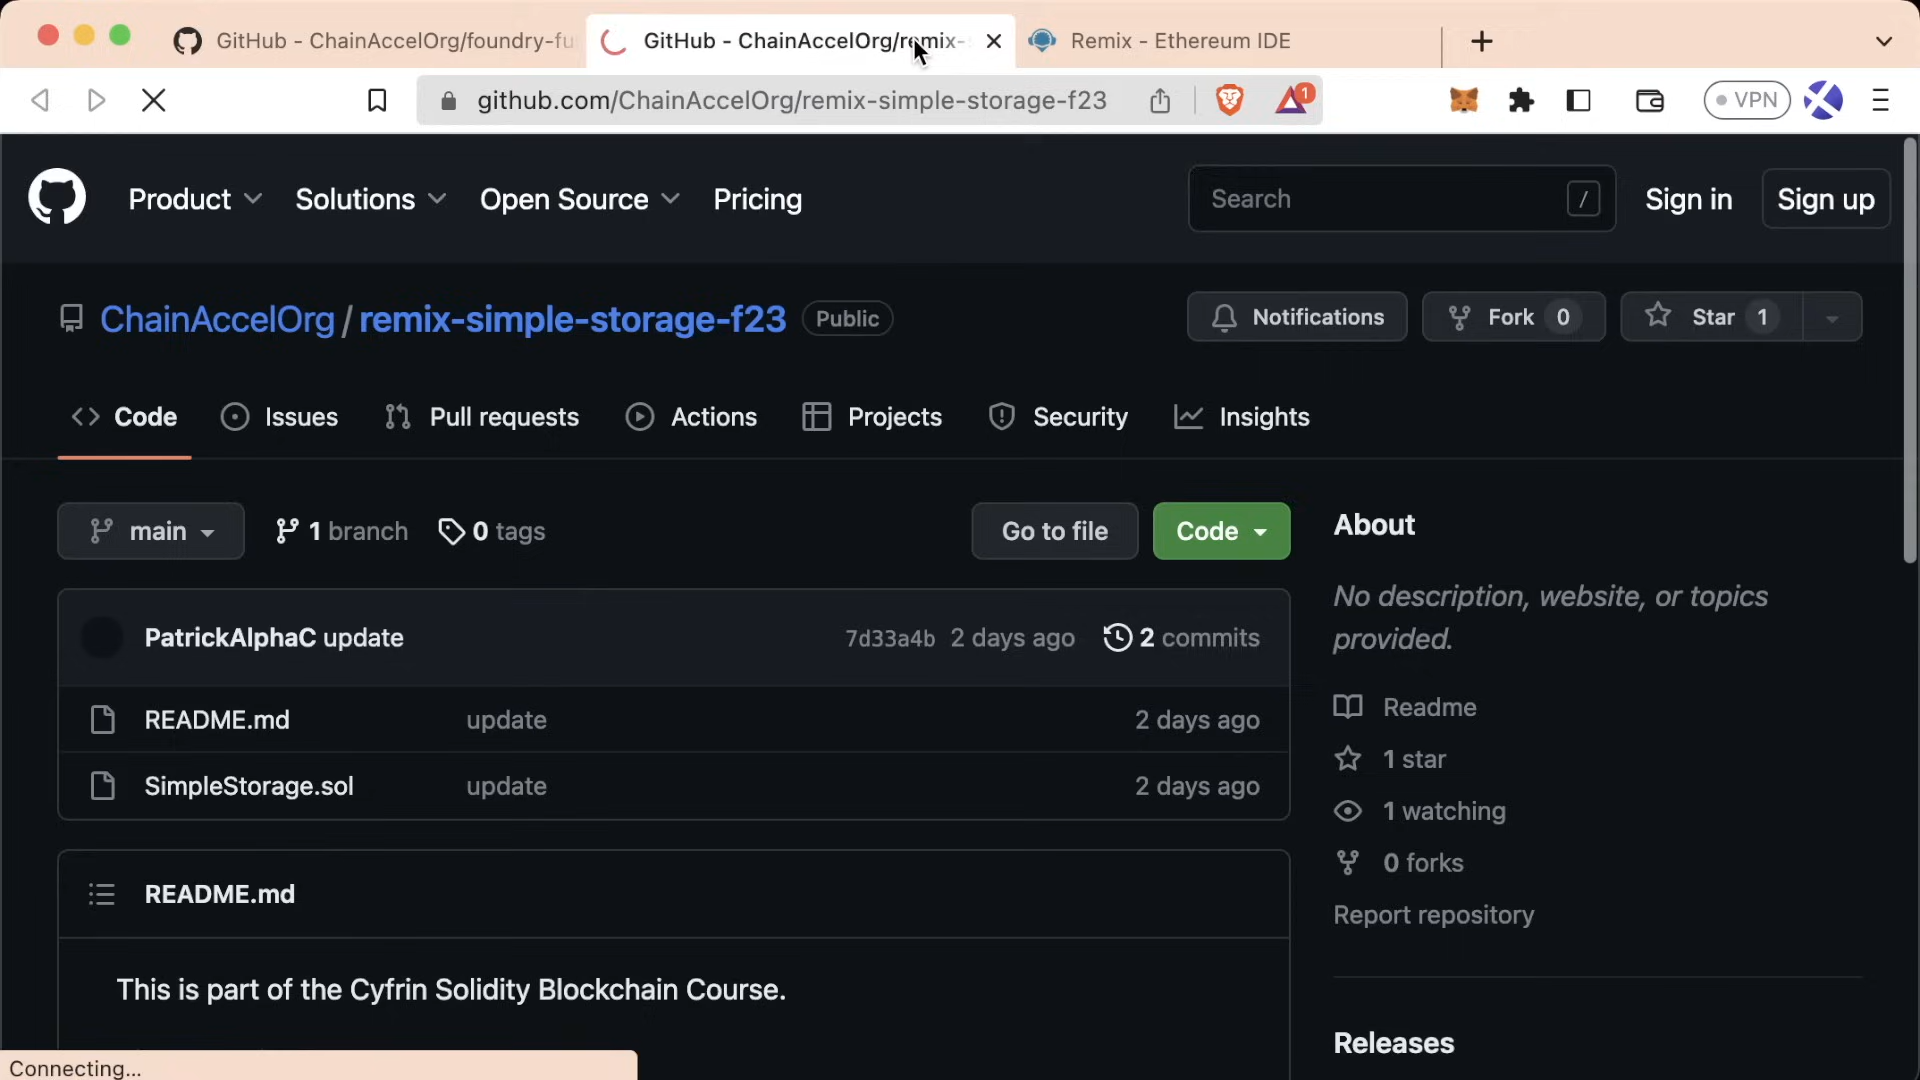 GitHub - ChainAccelOrg/foundry-fu
GitHub - ChainAccelOrg/remix-
Remix - Ethereum IDE
github.com/ChainAccelOrg/remix-simple-storage-f23
1
VPN
Product
Solutions
Open Source
Pricing
Search
/
Sign in
Sign up
ChainAccelOrg / remix-simple-storage-f23
Public
Notifications
Fork 0
Star 1
Code
Issues
Pull requests
Actions
Projects
Security
Insights
main
1 branch
0 tags
Go to file
Code
About
No description, website, or topics
provided.
PatrickAlphaC update
7d33a4b 2 days ago
2 commits
README.md update 2 days ago
SimpleStorage.sol update 2 days ago
Readme
1 star
1 watching
0 forks
Report repository
README.md
This is part of the Cyfrin Solidity Blockchain Course.
Releases
Connecting...